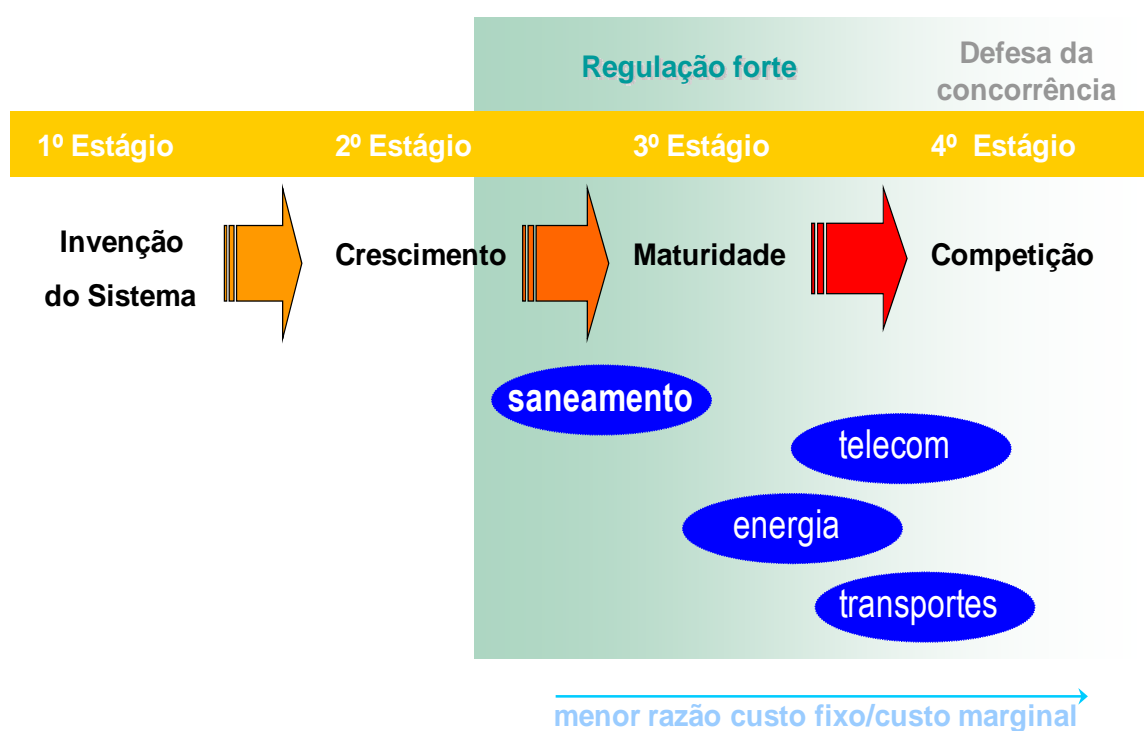 Regulação forte
Defesa da
concorrência
1º Estágio
2º Estágio
3º Estágio
4º Estágio
Invenção
do Sistema
Crescimento
Maturidade
Competição
saneamento
telecom
energia
transportes
menor razão custo fixo/custo marginal